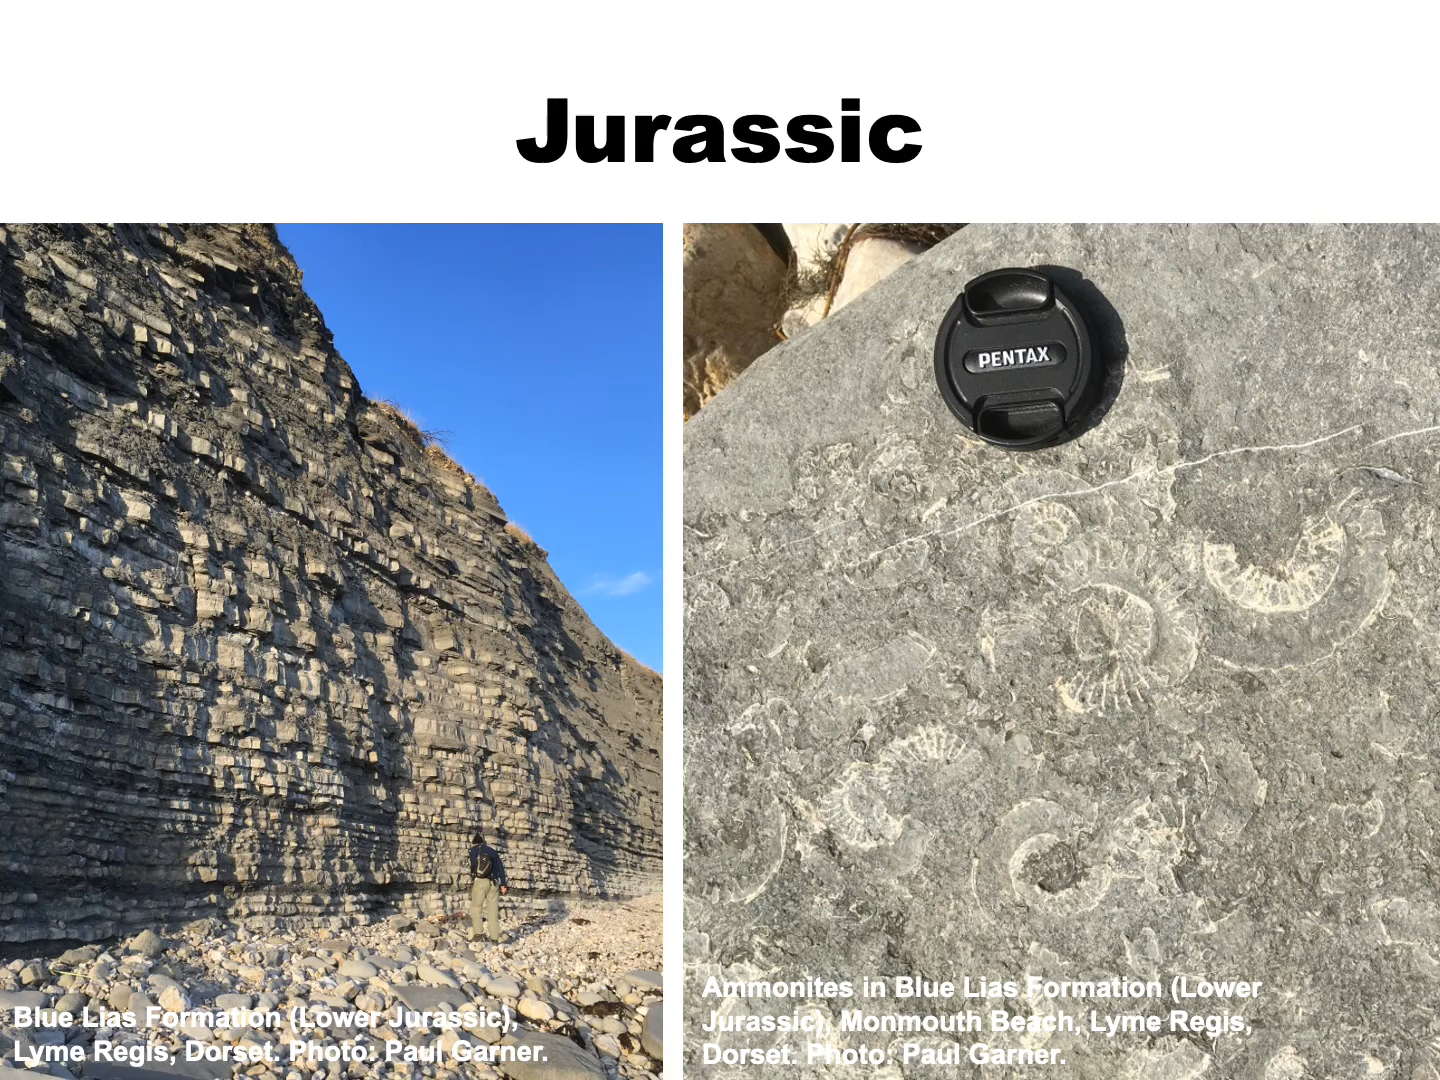 Jurassic
PENTAX
Blue Lias Formation (Lower Jurassic),
Lyme Regis, Dorset. Photo: Paul Garner.
Ammonites in Blue Lias Formation (Lower
Jurassic), Monmouth Beach, Lyme Regis,
Dorset. Photo: Paul Garner.